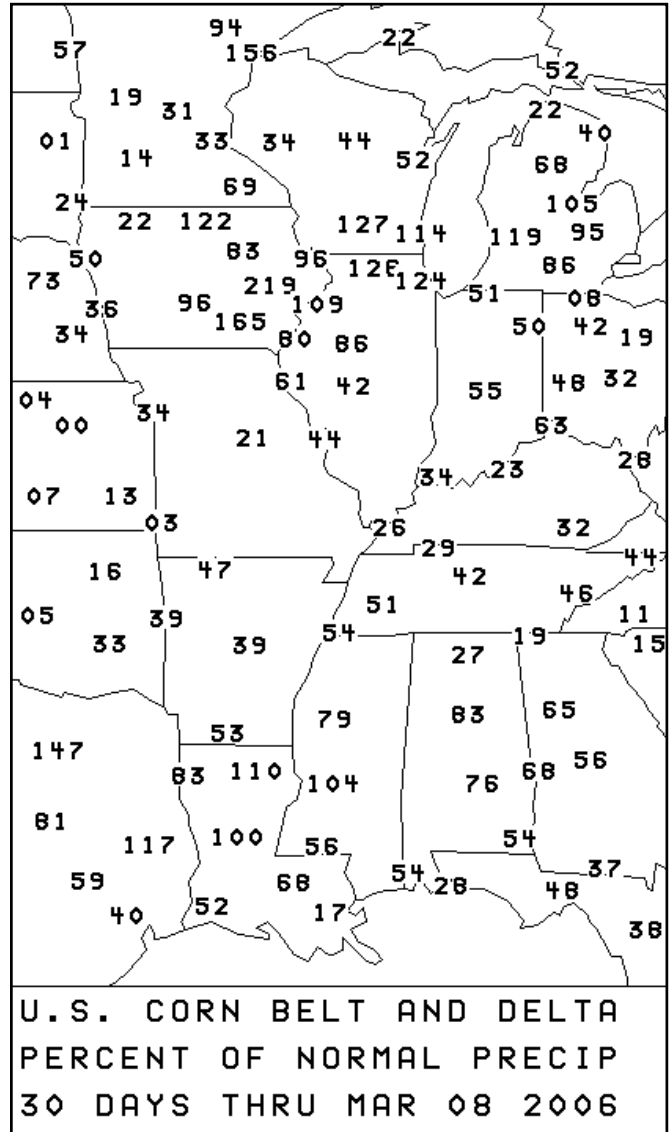 94
57 156 22
52
19 31 22
01 33 34 44 40
14 52 68
69
24 22 122 127 114 105
119 95
50 83 96 126 86
73 219 124 51
36 96 109 08
34 165 80 86 50 42 19
61 42 55 48 32
04 34
00 21 44 63
34 23 28
07 13
03 26 32
29 44
16 47 42
46
05 39 51 11
33 39 54 19 15
27
79 83 65
53
147 83 110 68 56
104 76
81 100
117 56 54
59 68 54 28 48 37
40 52 17
38
U.S. CORN BELT AND DELTA
PERCENT OF NORMAL PRECIP
30 DAYS THRU MAR 08 2006